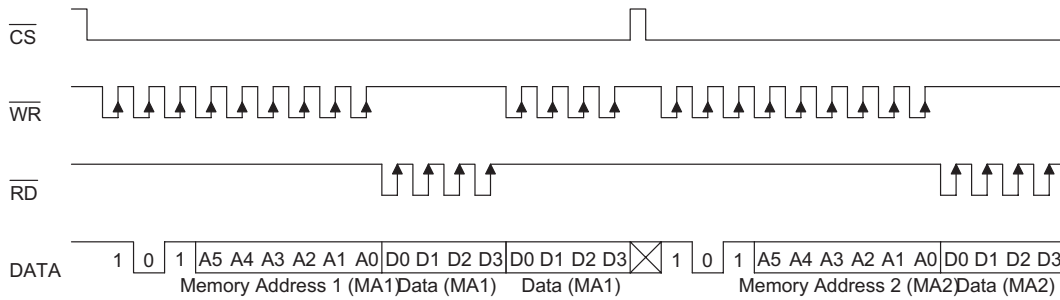 CS
WR
RD
DATA 1 0 1 A5 A4 A3 A2 A1 A0 D0 D1 D2 D3 D0 D1 D2 D3 1 0 1 A5 A4 A3 A2 A1 A0 D0 D1 D2 D3
Memory Address 1 (MA1) Data (MA1) Data (MA1) Memory Address 2 (MA2) Data (MA2)